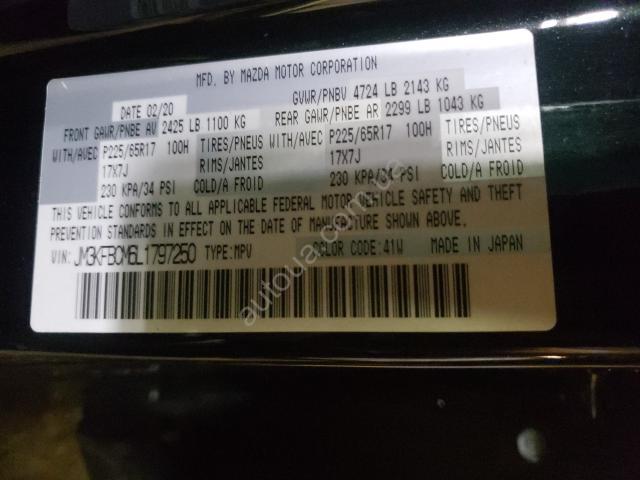 MFD. BY MAZDA MOTOR CORPORATION
DATE 02/20 GVWR/PNBV 4724 LB 2143 KG
FRONT GAWR/PNBE AV 2425 LB 1100 KG REAR GAWR/PNBE AR 2299 LB 1043 KG
WITH/AVEC P225/65R17 100H TIRES/PNEUS WITH/AVEC P225/65R17 100H TIRES/PNEUS
17X7J RIMS/JANTES 17X7J RIMS/JANTES
230 KPA/34 PSI COLD/A FROID 230 KPA/34 PSI COLD/A FROID
THIS VEHICLE CONFORMS TO ALL APPLICABLE FEDERAL MOTOR VEHICLE SAFETY AND THEFT
PREVENTION STANDARDS IN EFFECT ON THE DATE OF MANUFACTURE SHOWN ABOVE.
VIN: JM3KFBCM6L1797250 TYPE:MPV COLOR CODE:41W MADE IN JAPAN
autoua.com.ua